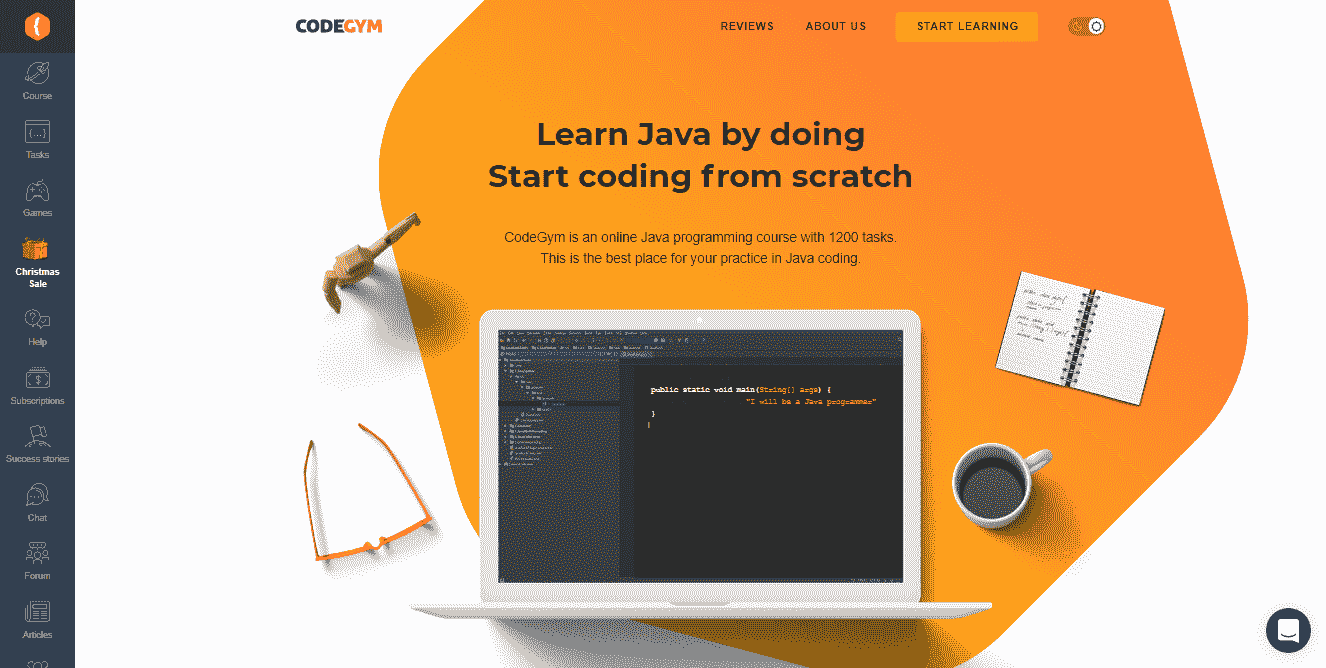 CODEGYM
REVIEWS
ABOUT US
START LEARNING
Course
Tasks
Games
Christmas
Sale
Help
Subscriptions
Success stories
Chat
Forum
Articles
Learn Java by doing
Start coding from scratch
CodeGym is an online Java programming course with 1200 tasks.
This is the best place for your practice in Java coding.
public static void main(String[] args) {
"I will be a Java programmer"
}